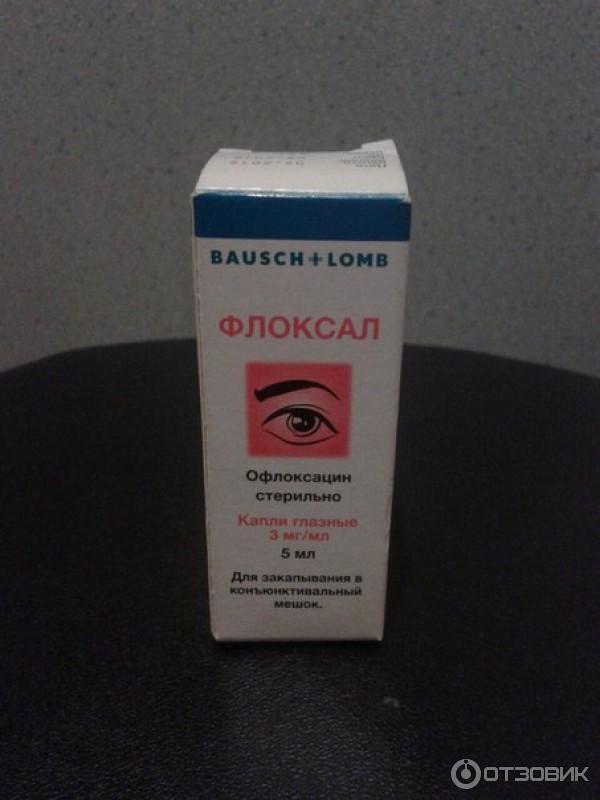 BAUSCH + LOMB
ФЛОКСАЛ
Офлоксацин
стерильно
Капли глазные
3 мг/мл
5 мл
Для закапывания в
конъюнктивальный
мешок.
ОТЗОВИК